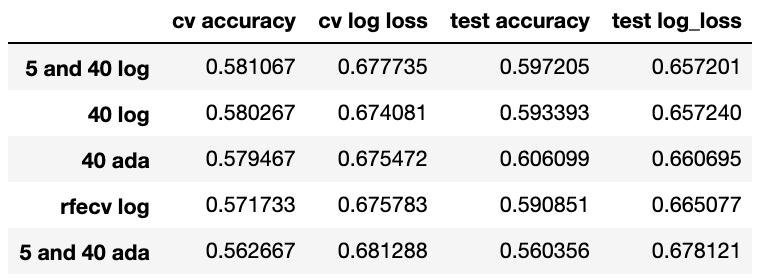 cv accuracy cv log loss test accuracy test log_loss
5 and 40 log 0.581067 0.677735 0.597205 0.657201
40 log 0.580267 0.674081 0.593393 0.657240
40 ada 0.579467 0.675472 0.606099 0.660695
rfecv log 0.571733 0.675783 0.590851 0.665077
5 and 40 ada 0.562667 0.681288 0.560356 0.678121